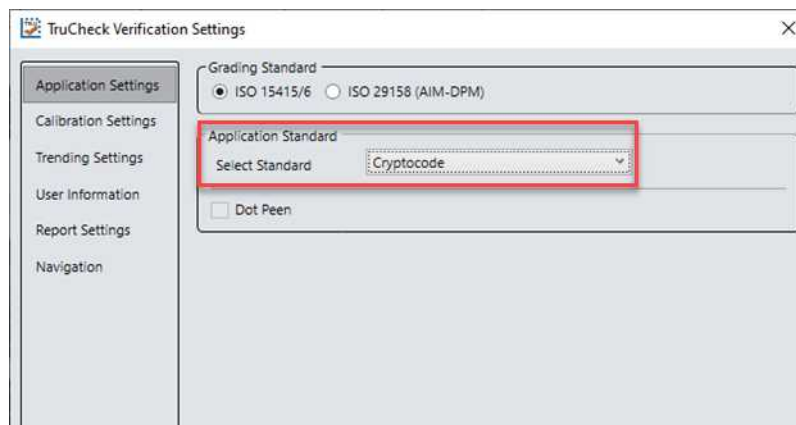 TruCheck Verification Settings
Application Settings
Calibration Settings
Trending Settings
User Information
Report Settings
Navigation
Grading Standard
ISO 15415/6 ISO 29158 (AIM-DPM)
Application Standard
Select Standard Cryptocode
Dot Peen